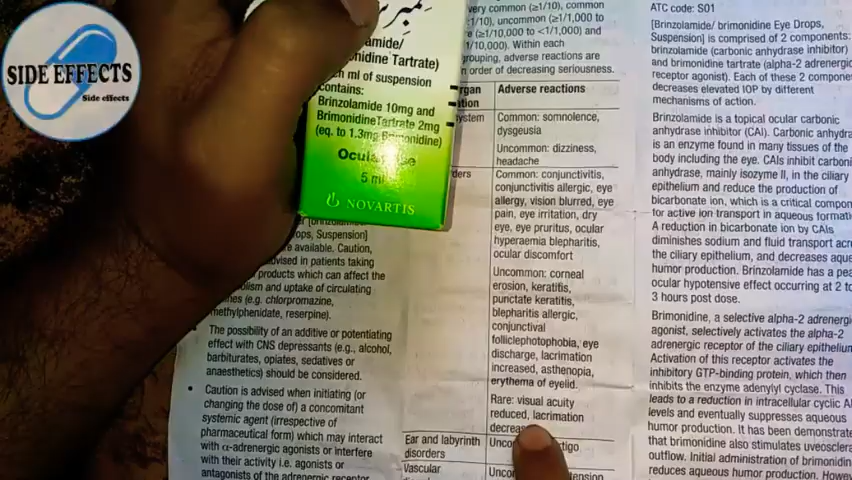 SIDE EFFECTS
Side effects
amide/
onidine Tartrate)
ch ml of suspension
contains:
Brinzolamide 10mg and
Brimonidine Tartrate 2mg
(eq. to 1.3mg Brimonidine)
5 ml
NOVARTIS
ops, Suspension]
e available. Caution,
dvised in patients taking
products which can affect the
olism and uptake of circulating
ines (e.g. chlorpromazine,
methylphenidate, reserpine).
• The possibility of an additive or potentiating
effect with CNS depressants (e.g., alcohol,
barbiturates, opiates, sedatives or
anaesthetics) should be considered.
• Caution is advised when initiating (or
changing the dose of) a concomitant
systemic agent (irrespective of
pharmaceutical form) which may interact
with α-adrenergic agonists or interfere
with their activity i.e. agonists or
antagonists of the adrenergic receptor
very common (≥1/10), common
<1/10), uncommon (≥1/1,000 to
e (≥1/10,000 to <1/1,000) and
1/10,000). Within each
grouping, adverse reactions are
n order of decreasing seriousness.
rgan
ation
Adverse reactions
system
Common: somnolence,
dysgeusia
Uncommon: dizziness,
headache
ders
Common: conjunctivitis,
conjunctivitis allergic, eye
allergy, vision blurred, eye
pain, eye irritation, dry
eye, eye pruritus, ocular
hyperaemia blepharitis,
ocular discomfort
Uncommon: corneal
erosion, keratitis,
punctate keratitis,
blepharitis allergic,
conjunctival
folliclephotophobia, eye
discharge, lacrimation
increased, asthenopia,
erythema of eyelid.
Rare: visual acuity
reduced, lacrimation
decreas
Ear and labyrinth
disorders
Unco
tigo
Vascular
Unco
tension
ATC code: S01
[Brinzolamide/ brimonidine Eye Drops,
Suspension] is comprised of 2 components:
brinzolamide (carbonic anhydrase inhibitor)
and brimonidine tartrate (alpha-2 adrenergic
receptor agonist). Each of these 2 compone
decreases elevated IOP by different
mechanisms of action.
Brinzolamide is a topical ocular carbonic
anhydrase inhibitor (CAI). Carbonic anhydra
is an enzyme found in many tissues of the
body including the eye. CAIs inhibit carboni
anhydrase, mainly isozyme II, in the ciliary
epithelium and reduce the production of
bicarbonate ion, which is a critical compon
for active ion transport in aqueous formati
A reduction in bicarbonate ion by CAIs
diminishes sodium and fluid transport acr
the ciliary epithelium, and decreases aque
humor production. Brinzolamide has a pea
ocular hypotensive effect occurring at 2 to
3 hours post dose.
Brimonidine, a selective alpha-2 adrenergi
agonist, selectively activates the alpha-2
adrenergic receptor of the ciliary epithelium
Activation of this receptor activates the
inhibitory GTP-binding protein, which then
inhibits the enzyme adenylyl cyclase. This
leads to a reduction in intracellular cyclic A
levels and eventually suppresses aqueous
humor production. It has been demonstrate
that brimonidine also stimulates uveosclera
outflow. Initial administration of brimonidin
reduces aqueous humor production. Howev